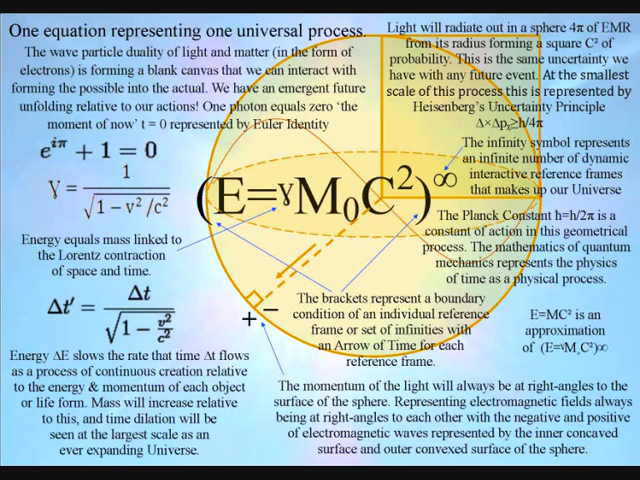 One equation representing one universal process.
The wave particle duality of light and matter (in the form of
electrons) is forming a blank canvas that we can interact with
forming the possible into the actual. We have an emergent future
unfolding relative to our actions! One photon equals zero ‘the
moment of now’ t = 0 represented by Euler Identity
e^{iπ} + 1 = 0
γ = 1 / √(1 − v²/c²)
Energy equals mass linked to
the Lorentz contraction
of space and time.
Δt' = Δt / √(1 − v²/c²)
Energy ΔE slows the rate that time Δt flows
as a process of continuous creation relative
to the energy & momentum of each object
or life form. Mass will increase relative
to this, and time dilation will be
seen at the largest scale as an
ever expanding Universe.
Light will radiate out in a sphere 4π of EMR
from its radius forming a square C² of
probability. This is the same uncertainty we
have with any future event. At the smallest
scale of this process this is represented by
Heisenberg’s Uncertainty Principle
Δ×Δpₓ≥h/4π
The infinity symbol represents
an infinite number of dynamic
interactive reference frames
that makes up our Universe
(E=ᵞM₀C²)∞
The Planck Constant ħ=h/2π is a
constant of action in this geometrical
process. The mathematics of quantum
mechanics represents the physics
of time as a physical process.
The brackets represent a boundary
condition of an individual reference
frame or set of infinities with
an Arrow of Time for each
reference frame.
E=MC² is an
approximation
of (E=ᵞM₀C²)∞
+ −
The momentum of the light will always be at right-angles to the
surface of the sphere. Representing electromagnetic fields always
being at right-angles to each other with the negative and positive
of electromagnetic waves represented by the inner concaved
surface and outer convexed surface of the sphere.